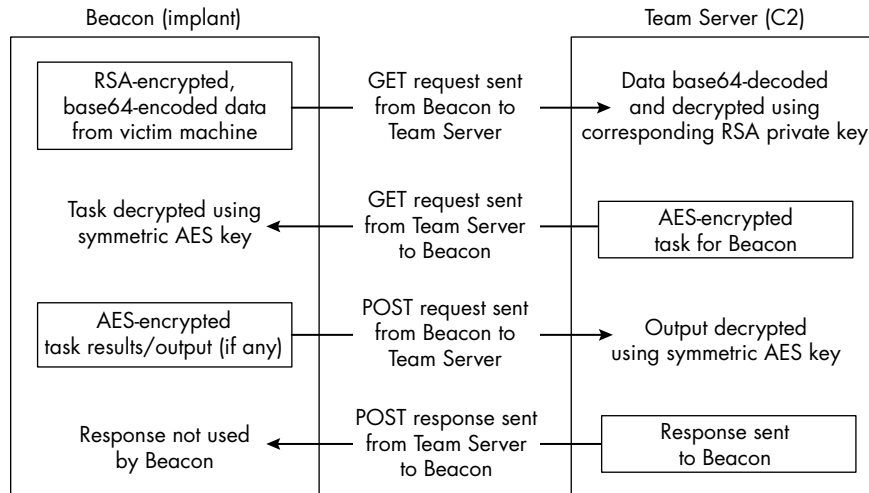 Beacon (implant)
Team Server (C2)
RSA-encrypted,
base64-encoded data
from victim machine
GET request sent
from Beacon to
Team Server
Data base64-decoded
and decrypted using
corresponding RSA private key
Task decrypted using
symmetric AES key
GET request sent
from Team Server
to Beacon
AES-encrypted
task for Beacon
AES-encrypted
task results/output (if any)
POST request sent
from Beacon to
Team Server
Output decrypted
using symmetric AES key
Response not used
by Beacon
POST response sent
from Team Server
to Beacon
Response sent
to Beacon